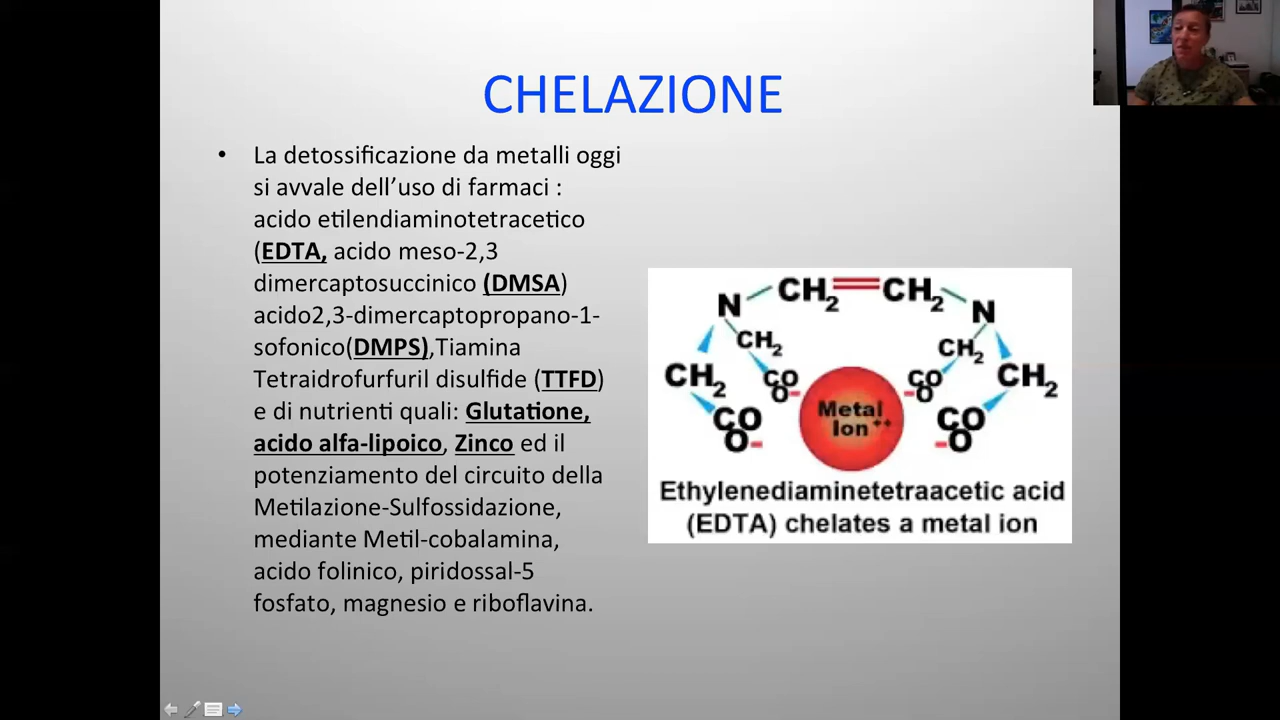 CHELAZIONE
• La detossificazione da metalli oggi
si avvale dell’uso di farmaci :
acido etilendiaminotetracetico
(EDTA, acido meso-2,3
dimercaptosuccinico (DMSA)
acido2,3-dimercaptopropano-1-
sofonico(DMPS),Tiamina
Tetraidrofurfuril disulfide (TTFD)
e di nutrienti quali: Glutatione,
acido alfa-lipoico, Zinco ed il
potenziamento del circuito della
Metilazione-Sulfossidazione,
mediante Metil-cobalamina,
acido folinico, piridossal-5
fosfato, magnesio e riboflavina.
N CH2 CH2 N
CH2 CH2
CH2 CO O- CO -O CH2
CO O- CO -O
Metal
Ion++
Ethylenediaminetetraacetic acid
(EDTA) chelates a metal ion